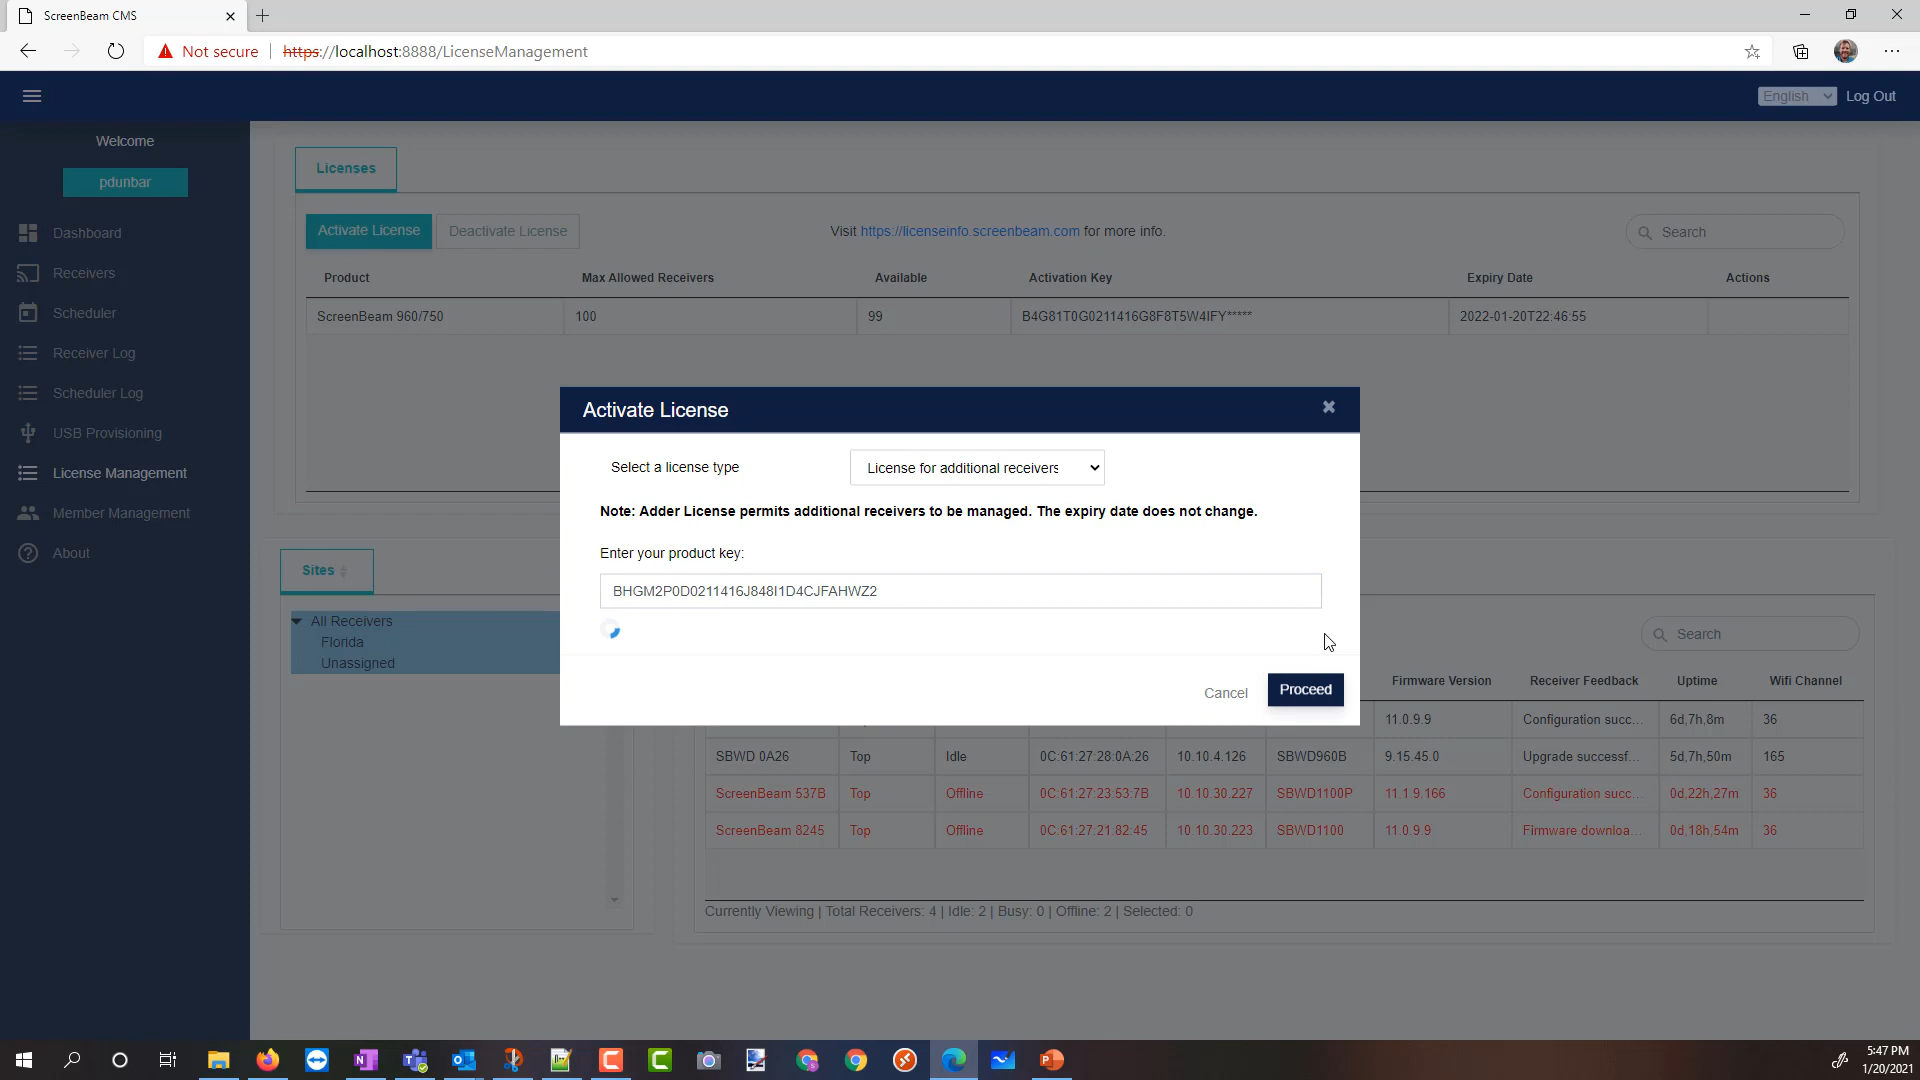 ScreenBeam CMS
Not secure
https://localhost:8888/LicenseManagement
English
Log Out
Welcome
pdunbar
Dashboard
Receivers
Scheduler
Receiver Log
Scheduler Log
USB Provisioning
License Management
Member Management
About
Licenses
Activate License
Deactivate License
Visit https://licenseinfo.screenbeam.com for more info.
Search
Product Max Allowed Receivers Available Activation Key Expiry Date Actions
ScreenBeam 960/750 100 99 B4G81T0G0211416G8F8T5W4IFY***** 2022-01-20T22:46:55
Activate License
Select a license type
License for additional receivers
Note: Adder License permits additional receivers to be managed. The expiry date does not change.
Enter your product key:
BHGM2P0D0211416J848I1D4CJFAHWZ2
Cancel
Proceed
Sites
All Receivers
Florida
Unassigned
Search
Firmware Version Receiver Feedback Uptime Wifi Channel
11.0.9.9 Configuration succ... 6d,7h,8m 36
SBWD 0A26 Top Idle 0C:61:27:28:0A:26 10.10.4.126 SBWD960B 9.15.45.0 Upgrade successf... 5d,7h,50m 165
ScreenBeam 537B Top Offline 0C:61:27:23:53:7B 10.10.30.227 SBWD1100P 11.1.9.166 Configuration succ... 0d,22h,27m 36
ScreenBeam 8245 Top Offline 0C:61:27:21:82:45 10.10.30.223 SBWD1100 11.0.9.9 Firmware downloa... 0d,18h,54m 36
Currently Viewing | Total Receivers: 4 | Idle: 2 | Busy: 0 | Offline: 2 | Selected: 0
5:47 PM
1/20/2021